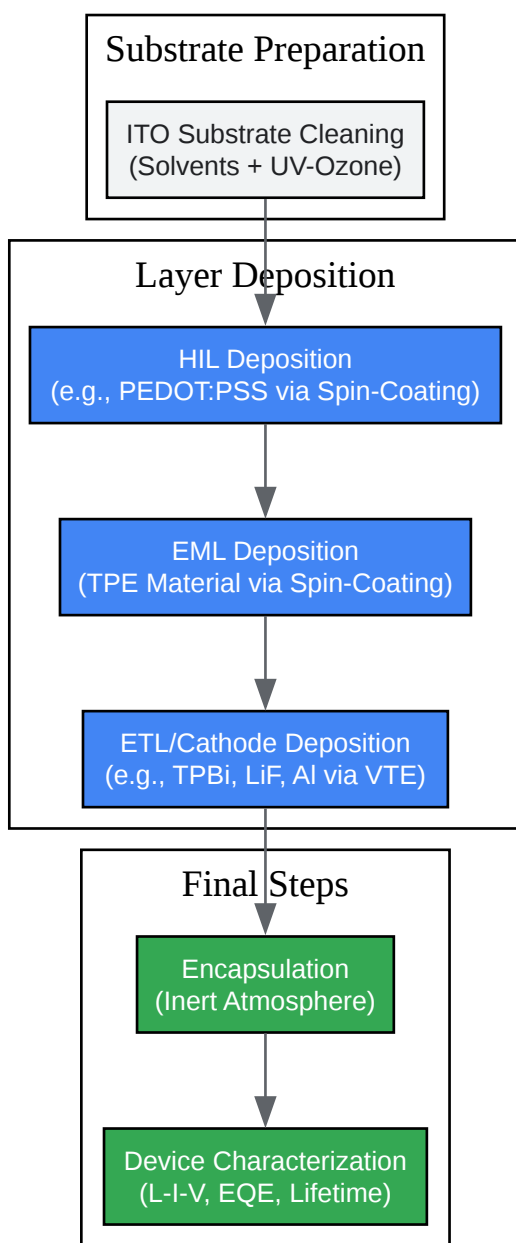 Substrate Preparation
ITO Substrate Cleaning
(Solvents + UV-Ozone)
Layer Deposition
HIL Deposition
(e.g., PEDOT:PSS via Spin-Coating)
EML Deposition
(TPE Material via Spin-Coating)
ETL/Cathode Deposition
(e.g., TPBi, LiF, Al via VTE)
Final Steps
Encapsulation
(Inert Atmosphere)
Device Characterization
(L-I-V, EQE, Lifetime)